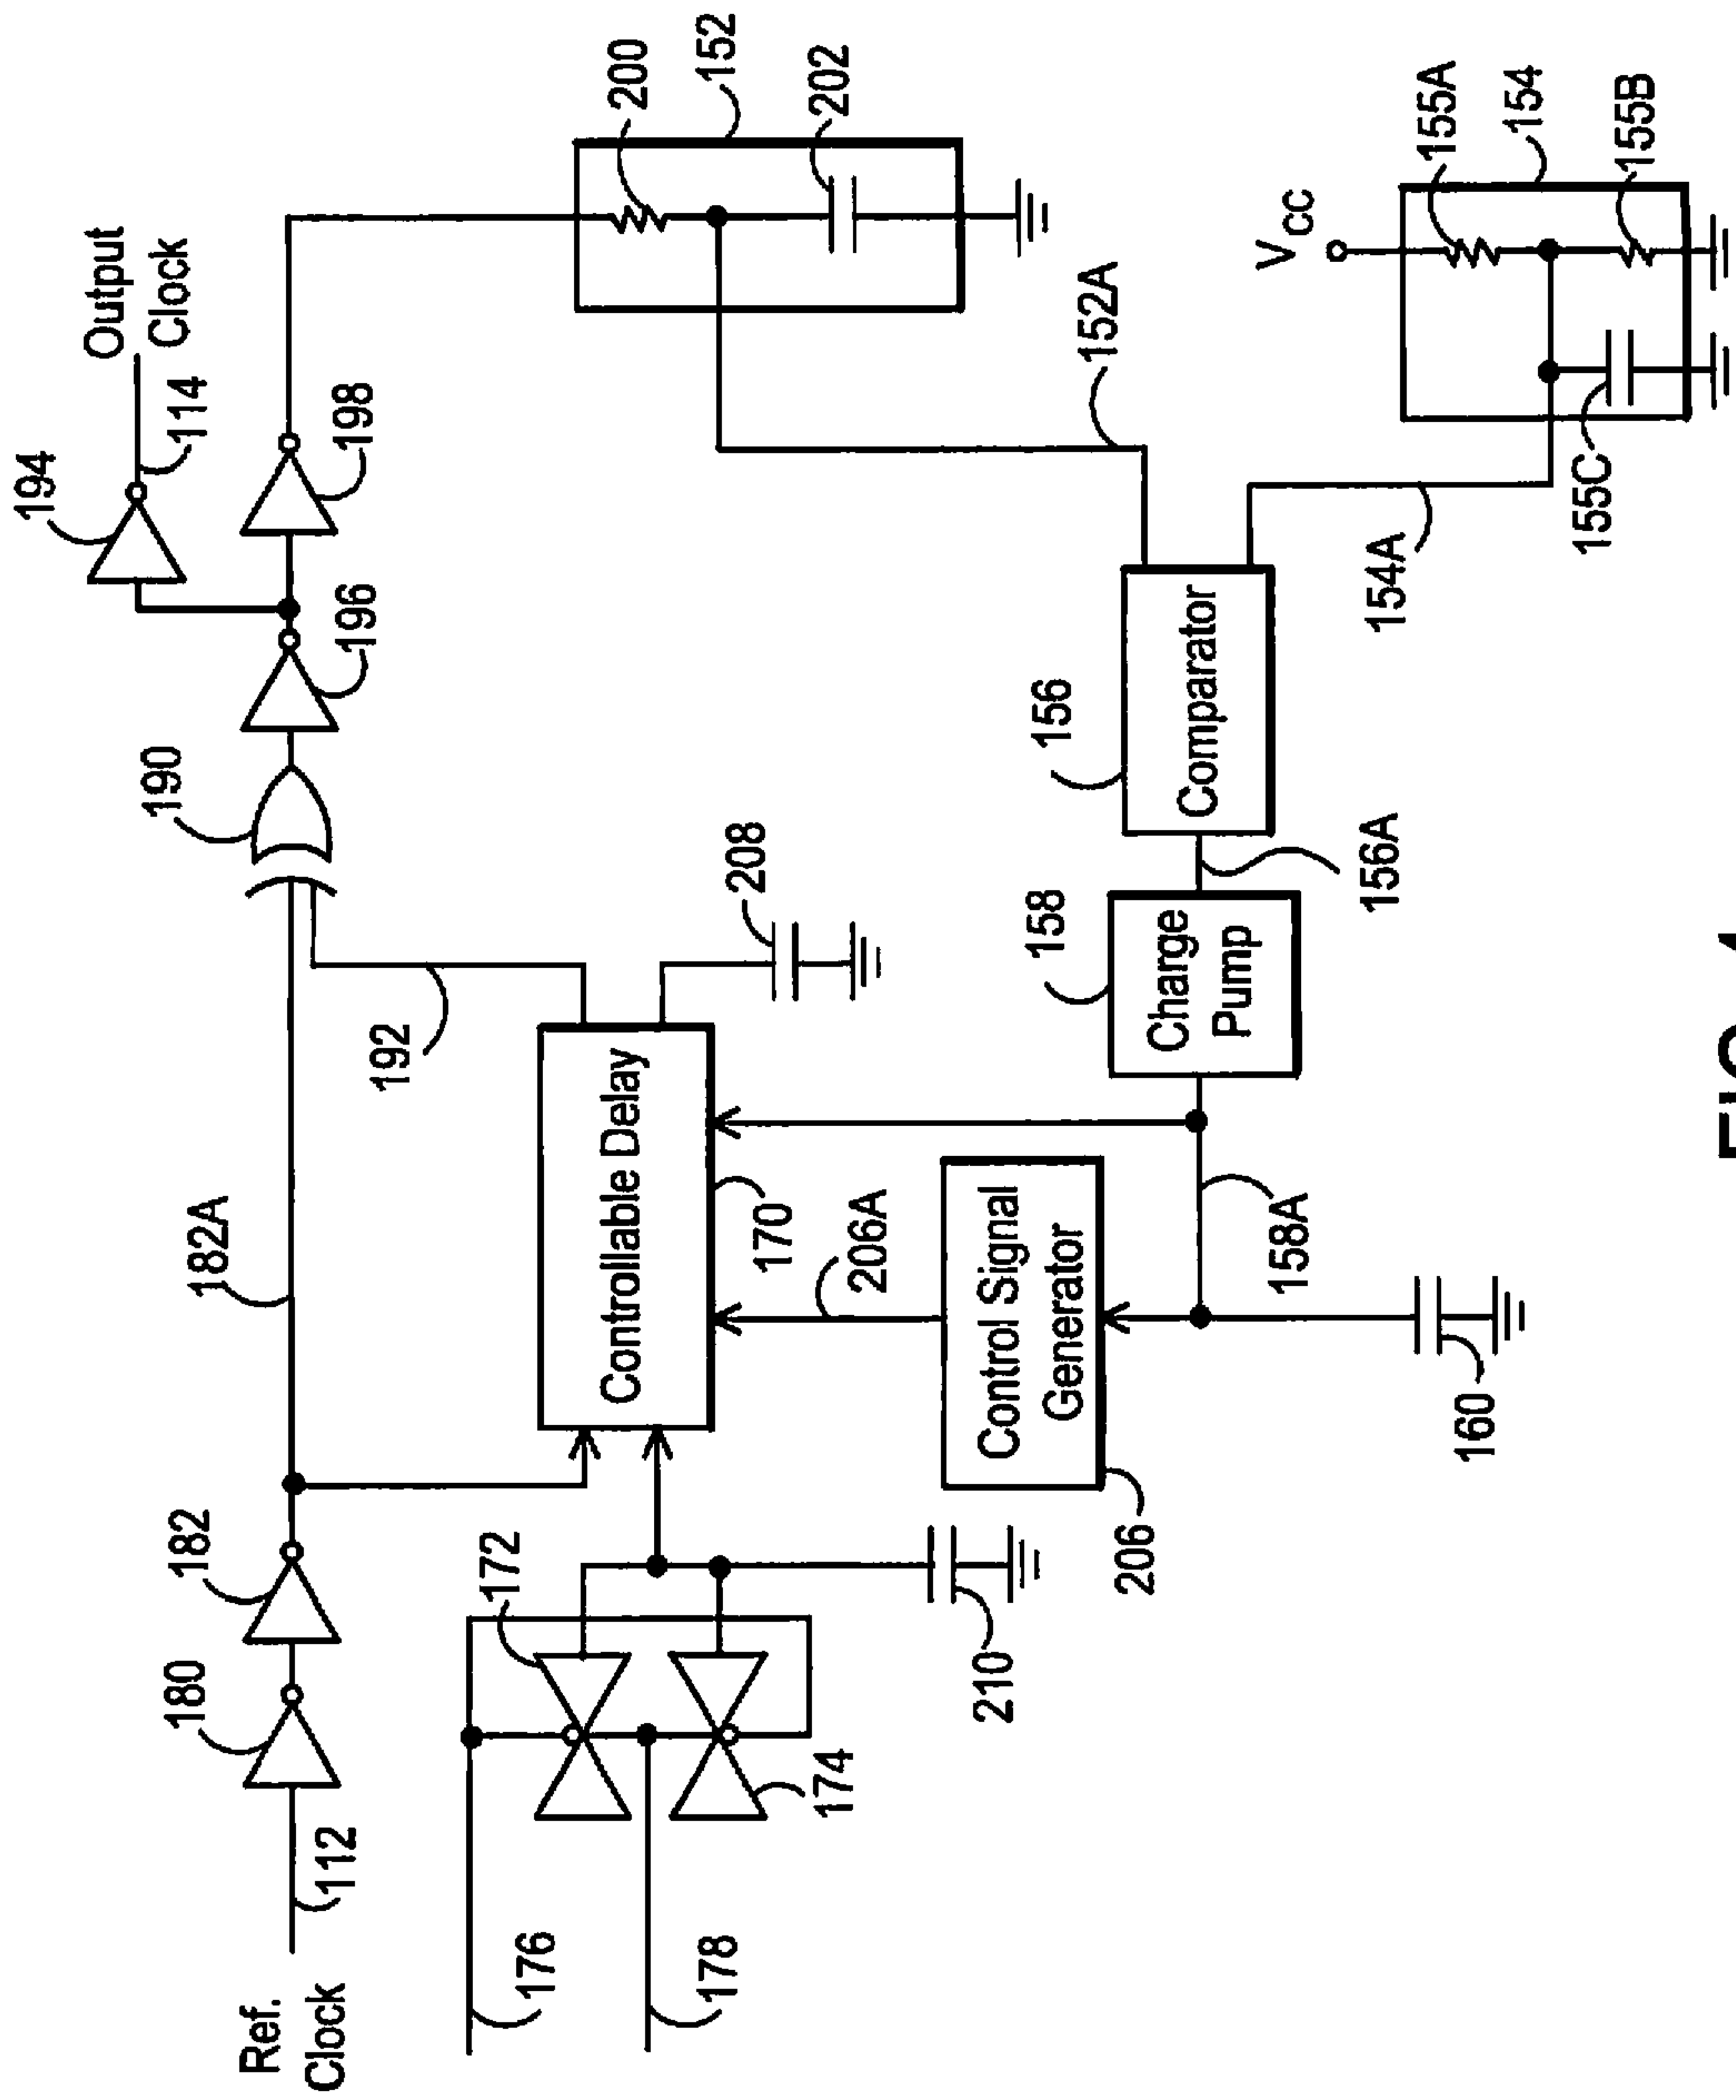 Ref.
Clock
112
180
182
182A
190
196
194
114
Output
Clock
198
176
178
172
174
210
Controllable Delay
170
192
208
200
152
202
152A
206A
Control Signal
Generator
206
158A
160
158
Charge
Pump
156A
156
Comparator
154A
VCC
155A
154
155B
155C